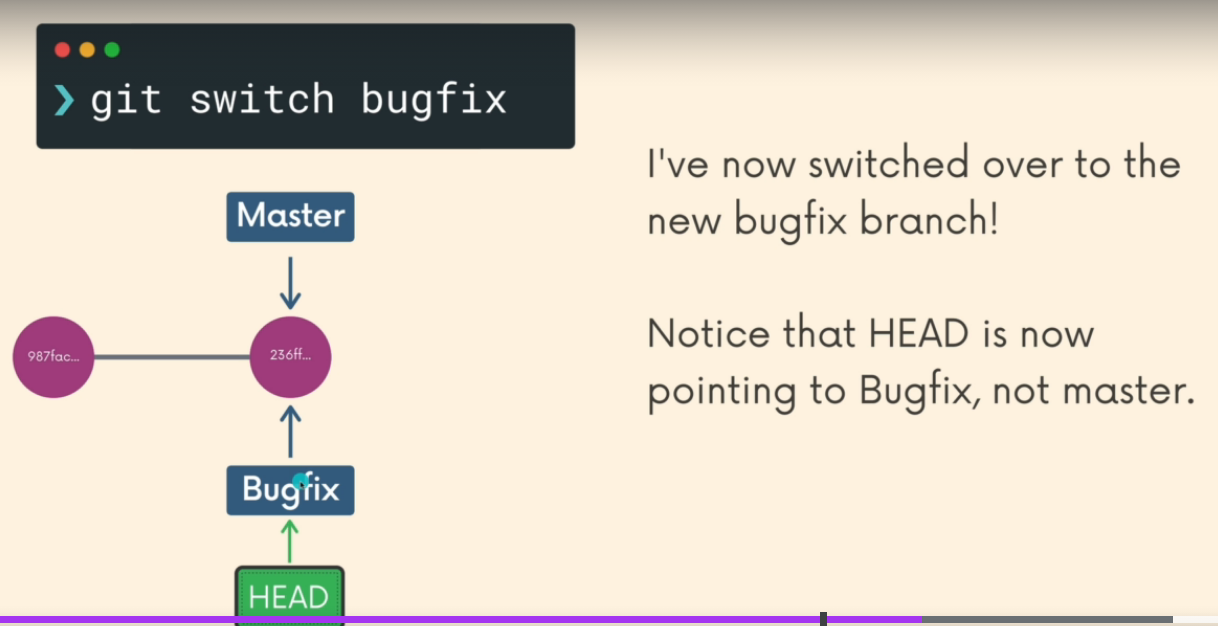 ❯ git switch bugfix
I've now switched over to the
new bugfix branch!
Notice that HEAD is now
pointing to Bugfix, not master.
Master
987fac...
236ff...
Bugfix
HEAD